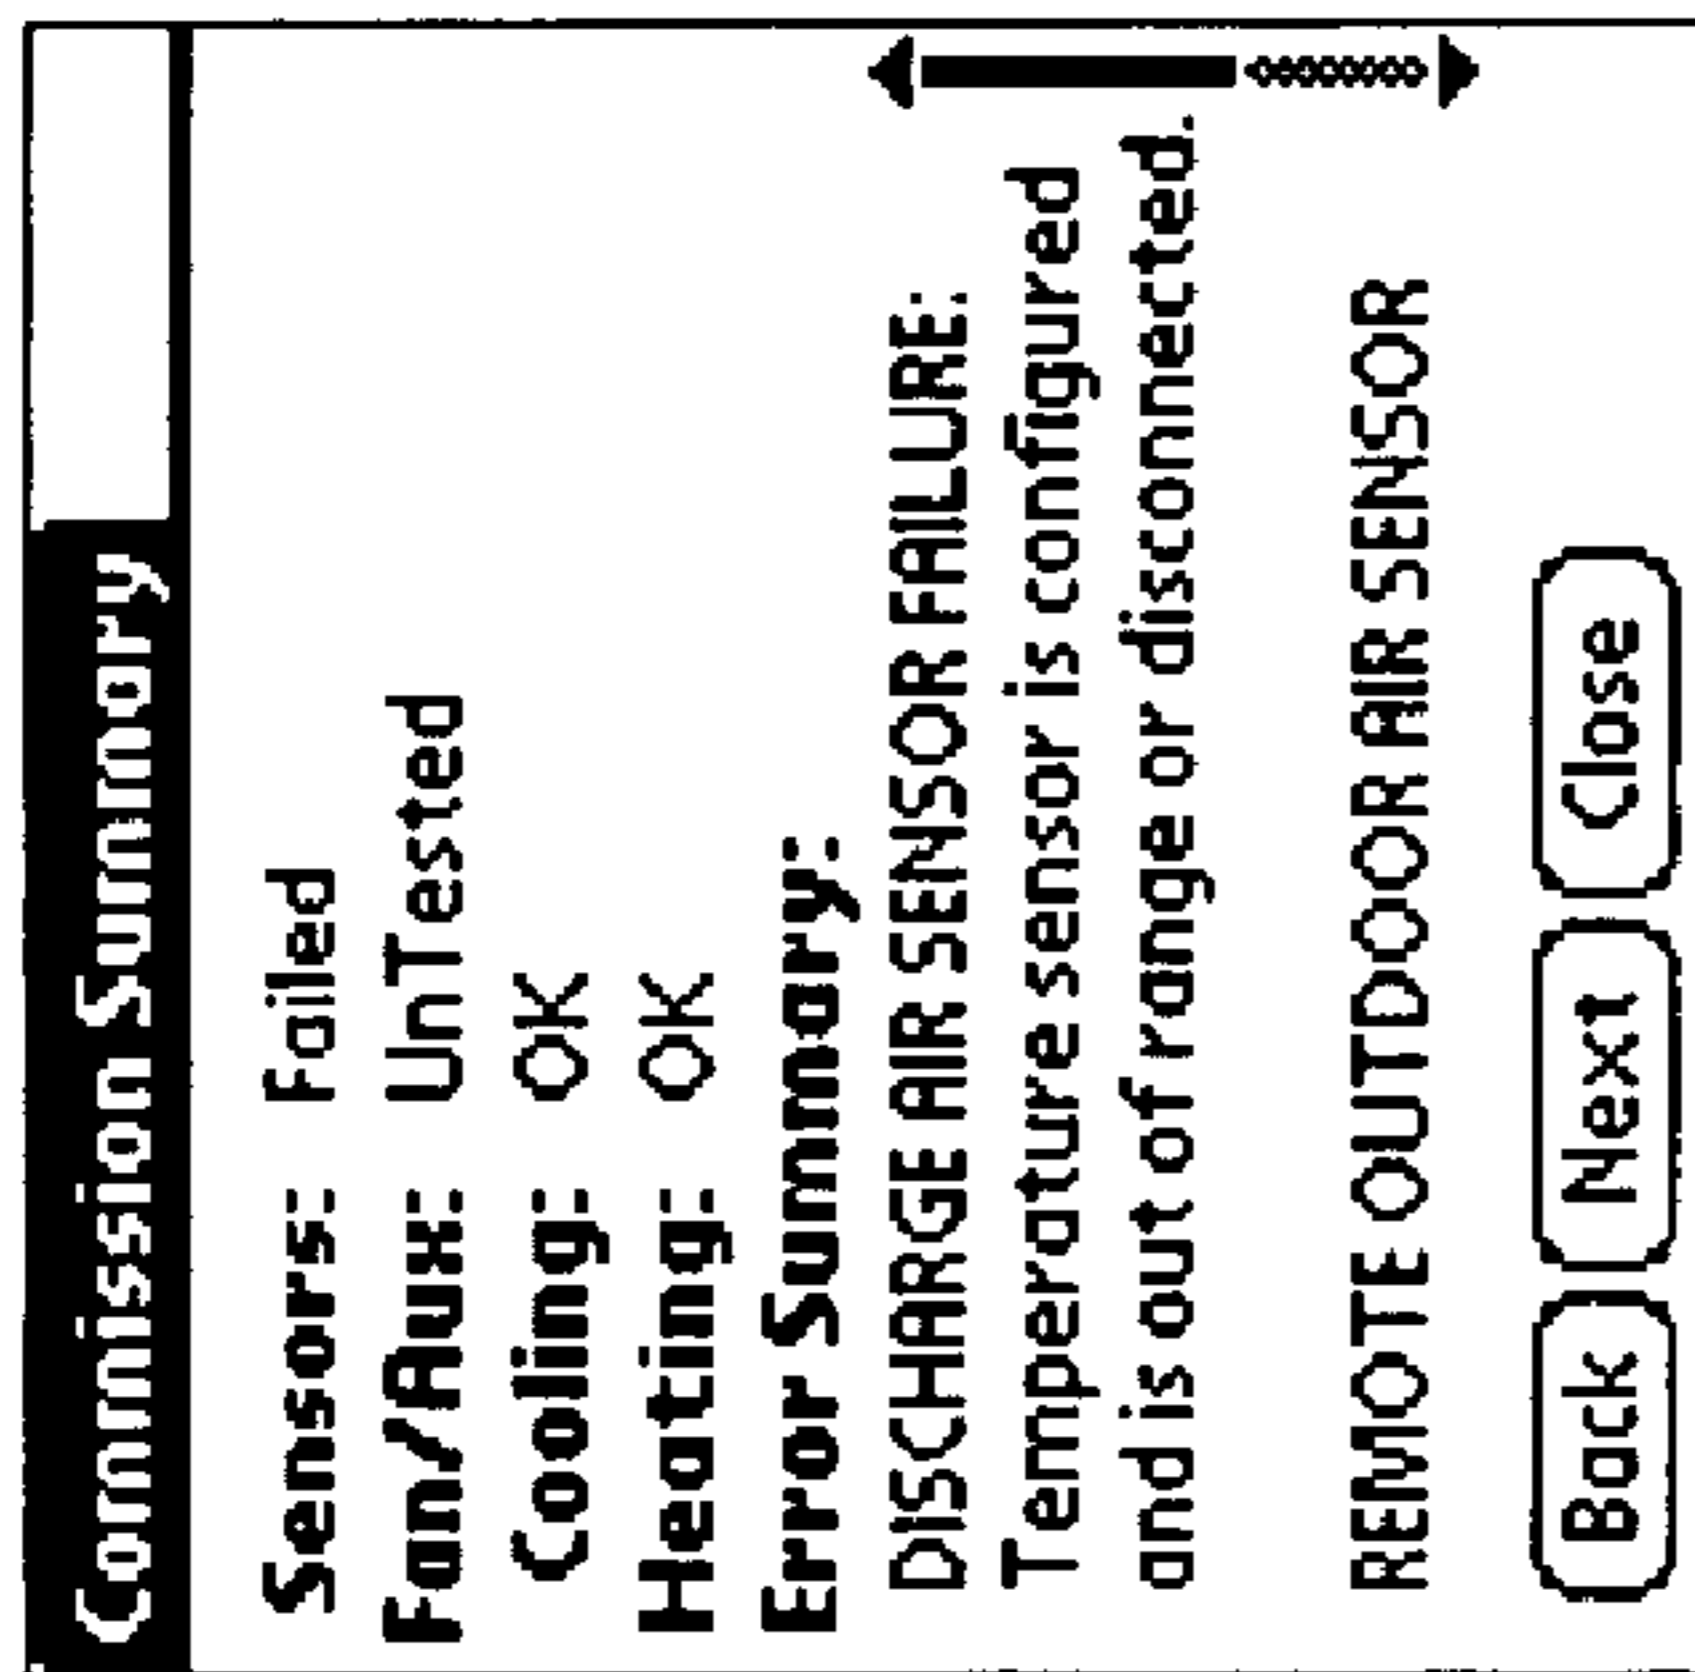 Commission Summary
Sensors: Failed
Fan/Aux: UnTested
Cooling: OK
Heating: OK
Error Summary:
DISCHARGE AIR SENSOR FAILURE:
Temperature sensor is configured
and is out of range or disconnected.
REMOTE OUTDOOR AIR SENSOR
Back Next Close